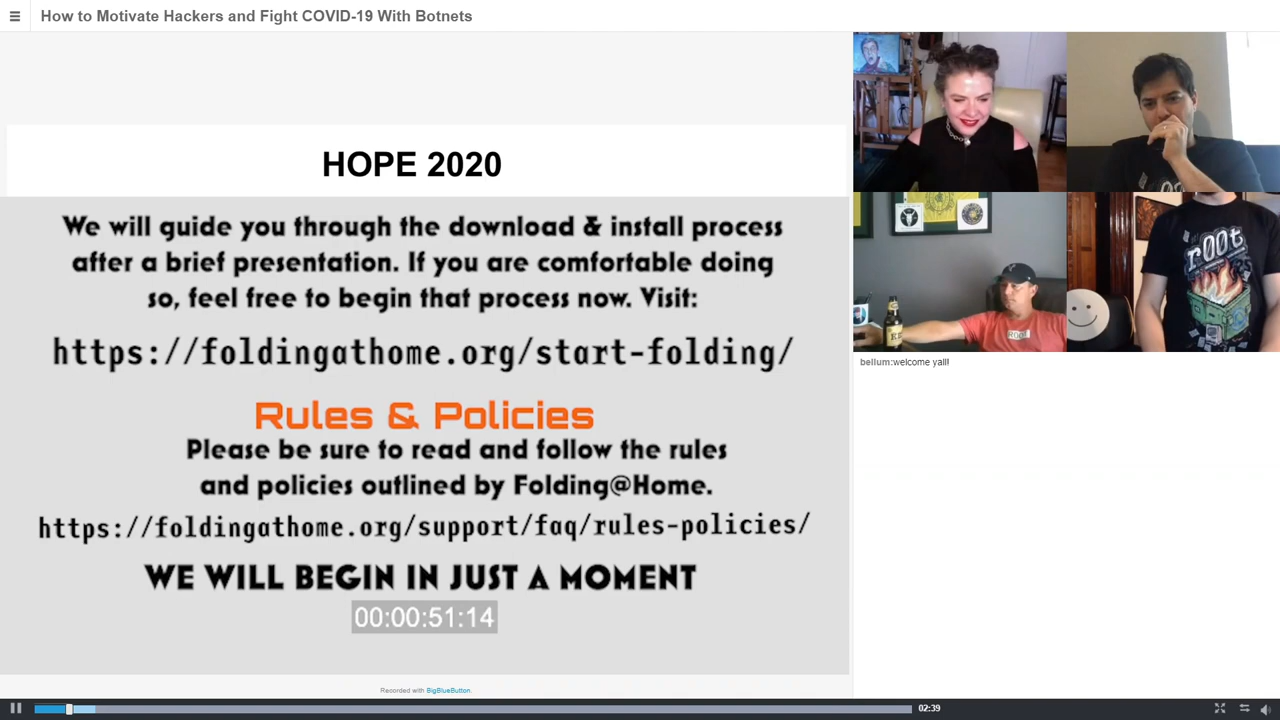 How to Motivate Hackers and Fight COVID-19 With Botnets
HOPE 2020
We will guide you through the download & install process
after a brief presentation. If you are comfortable doing
so, feel free to begin that process now. Visit:
https://foldingathome.org/start-folding/
Rules & Policies
Please be sure to read and follow the rules
and policies outlined by Folding@Home.
https://foldingathome.org/support/faq/rules-policies/
WE WILL BEGIN IN JUST A MOMENT
00:00:51:14
Recorded with BigBlueButton.
r00t
bellum:welcome yall!
02:39